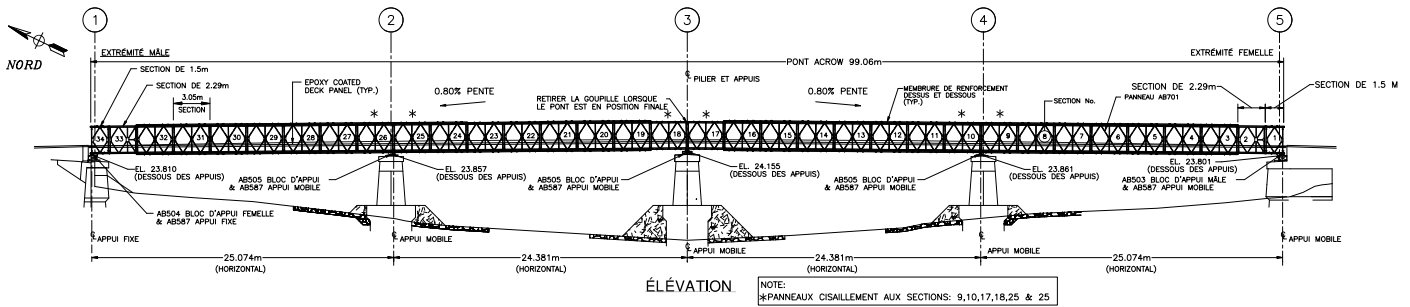 1
2
3
4
5
NORD
EXTRÉMITÉ MÂLE
EXTRÉMITÉ FEMELLE
PONT ACROW 99.06m
SECTION DE 1.5m
SECTION DE 2.29m
3.05m
SECTION
EPOXY COATED
DECK PANEL (TYP.)
0.80% PENTE
℄ PILIER ET APPUIS
RETIRER LA GOUPILLE LORSQUE
LE PONT EST EN POSITION FINALE
0.80% PENTE
MEMBRURE DE RENFORCEMENT
DESSUS ET DESSOUS
(TYP.)
SECTION No.
PANNEAU AB701
SECTION DE 2.29m
SECTION DE 1.5 M
* * * * * *
34 33 32 31 30 29 28 27 26 25 24 23 22 21 20 19 18 17 16 15 14 13 12 11 10 9 8 7 6 5 4 3 2 1
EL. 23.810
(DESSOUS DES APPUIS)
AB504 BLOC D'APPUI FEMELLE
& AB587 APPUI FIXE
AB505 BLOC D'APPUI
& AB587 APPUI MOBILE
EL. 23.857
(DESSOUS DES APPUIS)
AB505 BLOC D'APPUI
& AB587 APPUI MOBILE
EL. 24.155
(DESSOUS DES APPUIS)
AB505 BLOC D'APPUI
& AB587 APPUI MOBILE
EL. 23.861
(DESSOUS DES APPUIS)
EL. 23.801
(DESSOUS DES APPUIS)
AB503 BLOC D'APPUI MÂLE
& AB587 APPUI MOBILE
℄ APPUI FIXE
℄ APPUI MOBILE
℄ APPUI MOBILE
℄ APPUI MOBILE
℄ APPUI MOBILE
25.074m
(HORIZONTAL)
24.381m
(HORIZONTAL)
24.381m
(HORIZONTAL)
25.074m
(HORIZONTAL)
ÉLÉVATION
NOTE:
*PANNEAUX CISAILLEMENT AUX SECTIONS: 9,10,17,18,25 & 25